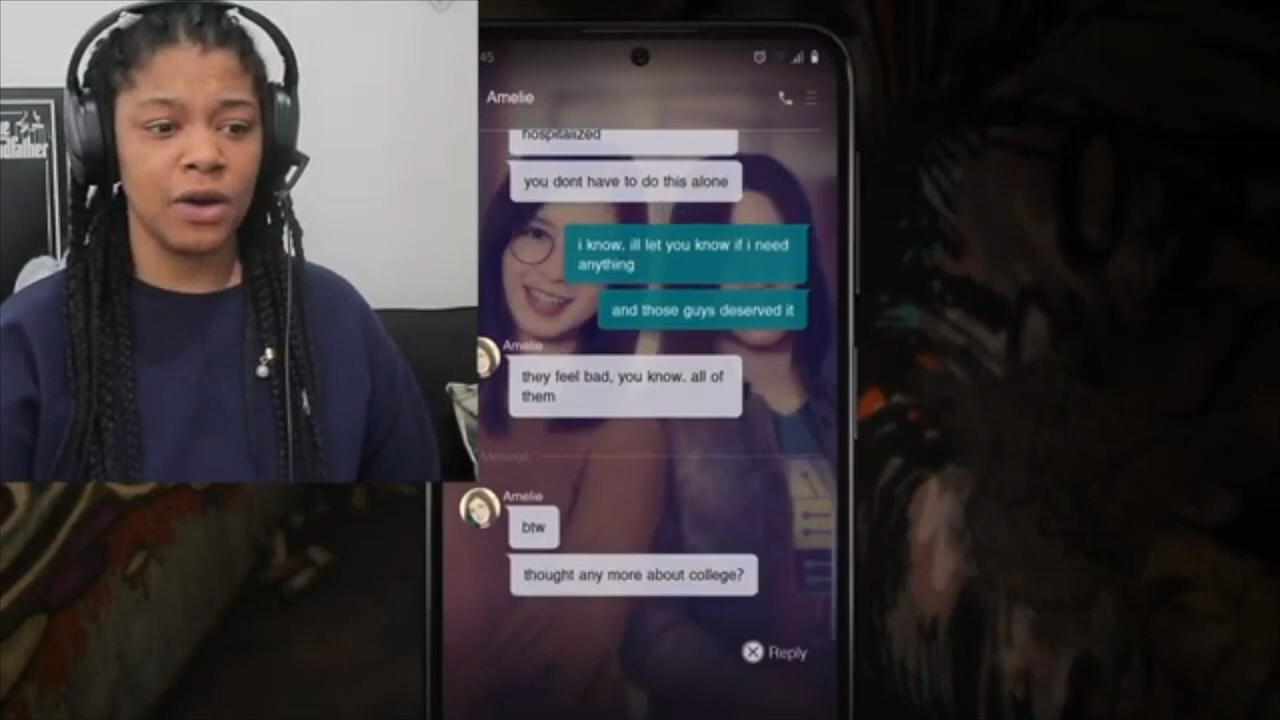 45
Amelie
hospitalized
you dont have to do this alone
i know. ill let you know if i need
anything
and those guys deserved it
Amelie
they feel bad, you know. all of
them
Message
Amelie
btw
thought any more about college?
Reply